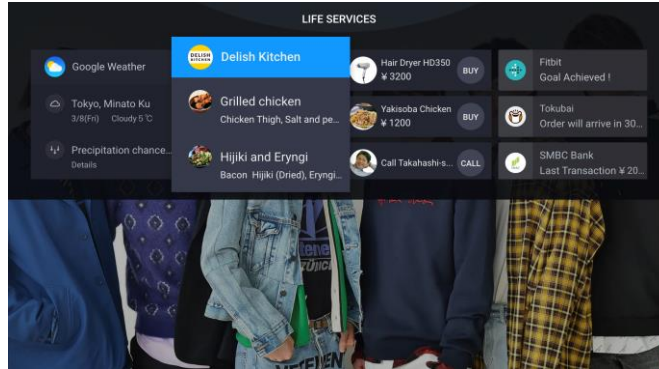 LIFE SERVICES
Google Weather
Tokyo, Minato Ku
3/8(Fri) Cloudy 5℃
Precipitation chance...
Details
DELISH KITCHEN
Delish Kitchen
Grilled chicken
Chicken Thigh, Salt and pe...
Hijiki and Eryngi
Bacon Hijiki (Dried), Eryngi...
Hair Dryer HD350
¥ 3200
BUY
Yakisoba Chicken
¥ 1200
BUY
Call Takahashi-s...
CALL
Fitbit
Goal Achieved !
Tokubai
Order will arrive in 30...
SMBC Bank
Last Transaction ¥ 20...